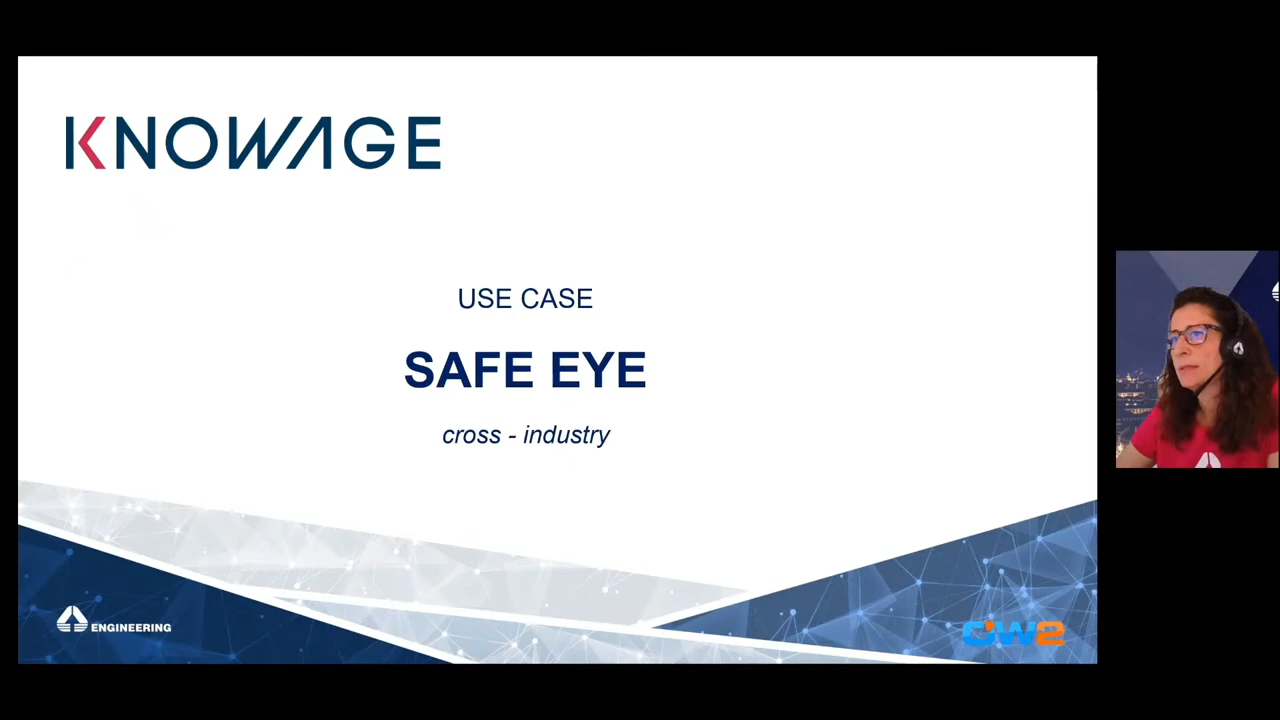 KNOWAGE
USE CASE
SAFE EYE
cross - industry
ENGINEERING
OW2